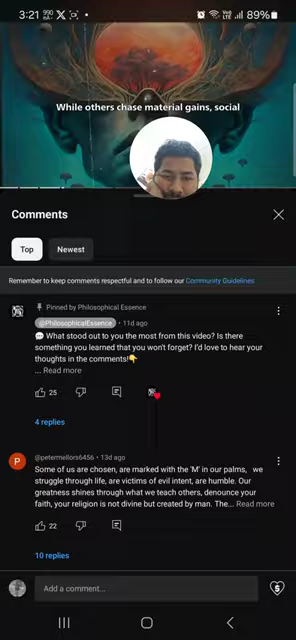 3:21 990 B/s X VoD LTE 89%
While others chase material gains, social
Comments
Top Newest
Remember to keep comments respectful and to follow our Community Guidelines
Pinned by Philosophical Essence
@PhilosophicalEssence • 11d ago
💬 What stood out to you the most from this video? Is there
something you learned that you won't forget? I'd love to hear your
thoughts in the comments!👇
... Read more
25
4 replies
P @petermellors6456 • 13d ago
Some of us are chosen, are marked with the 'M' in our palms, we
struggle through life, are victims of evil intent, are humble. Our
greatness shines through what we teach others, denounce your
faith, your religion is not divine but created by man. The... Read more
22
10 replies
Add a comment...